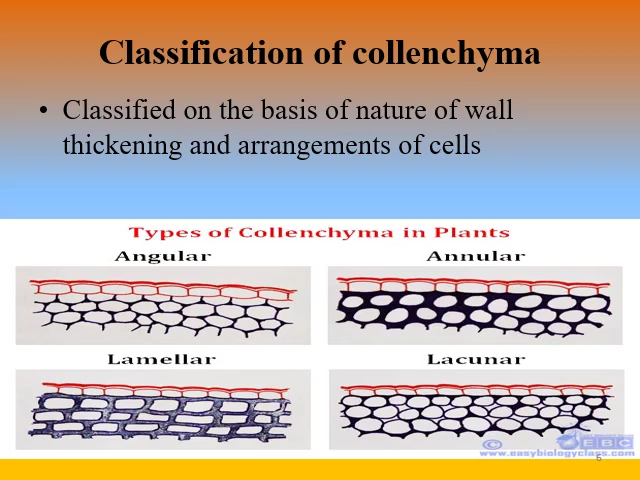 Classification of collenchyma
• Classified on the basis of nature of wall
thickening and arrangements of cells
Types of Collenchyma in Plants
Angular
Annular
Lamellar
Lacunar
© EBC
www.easybiologyclass.com
6